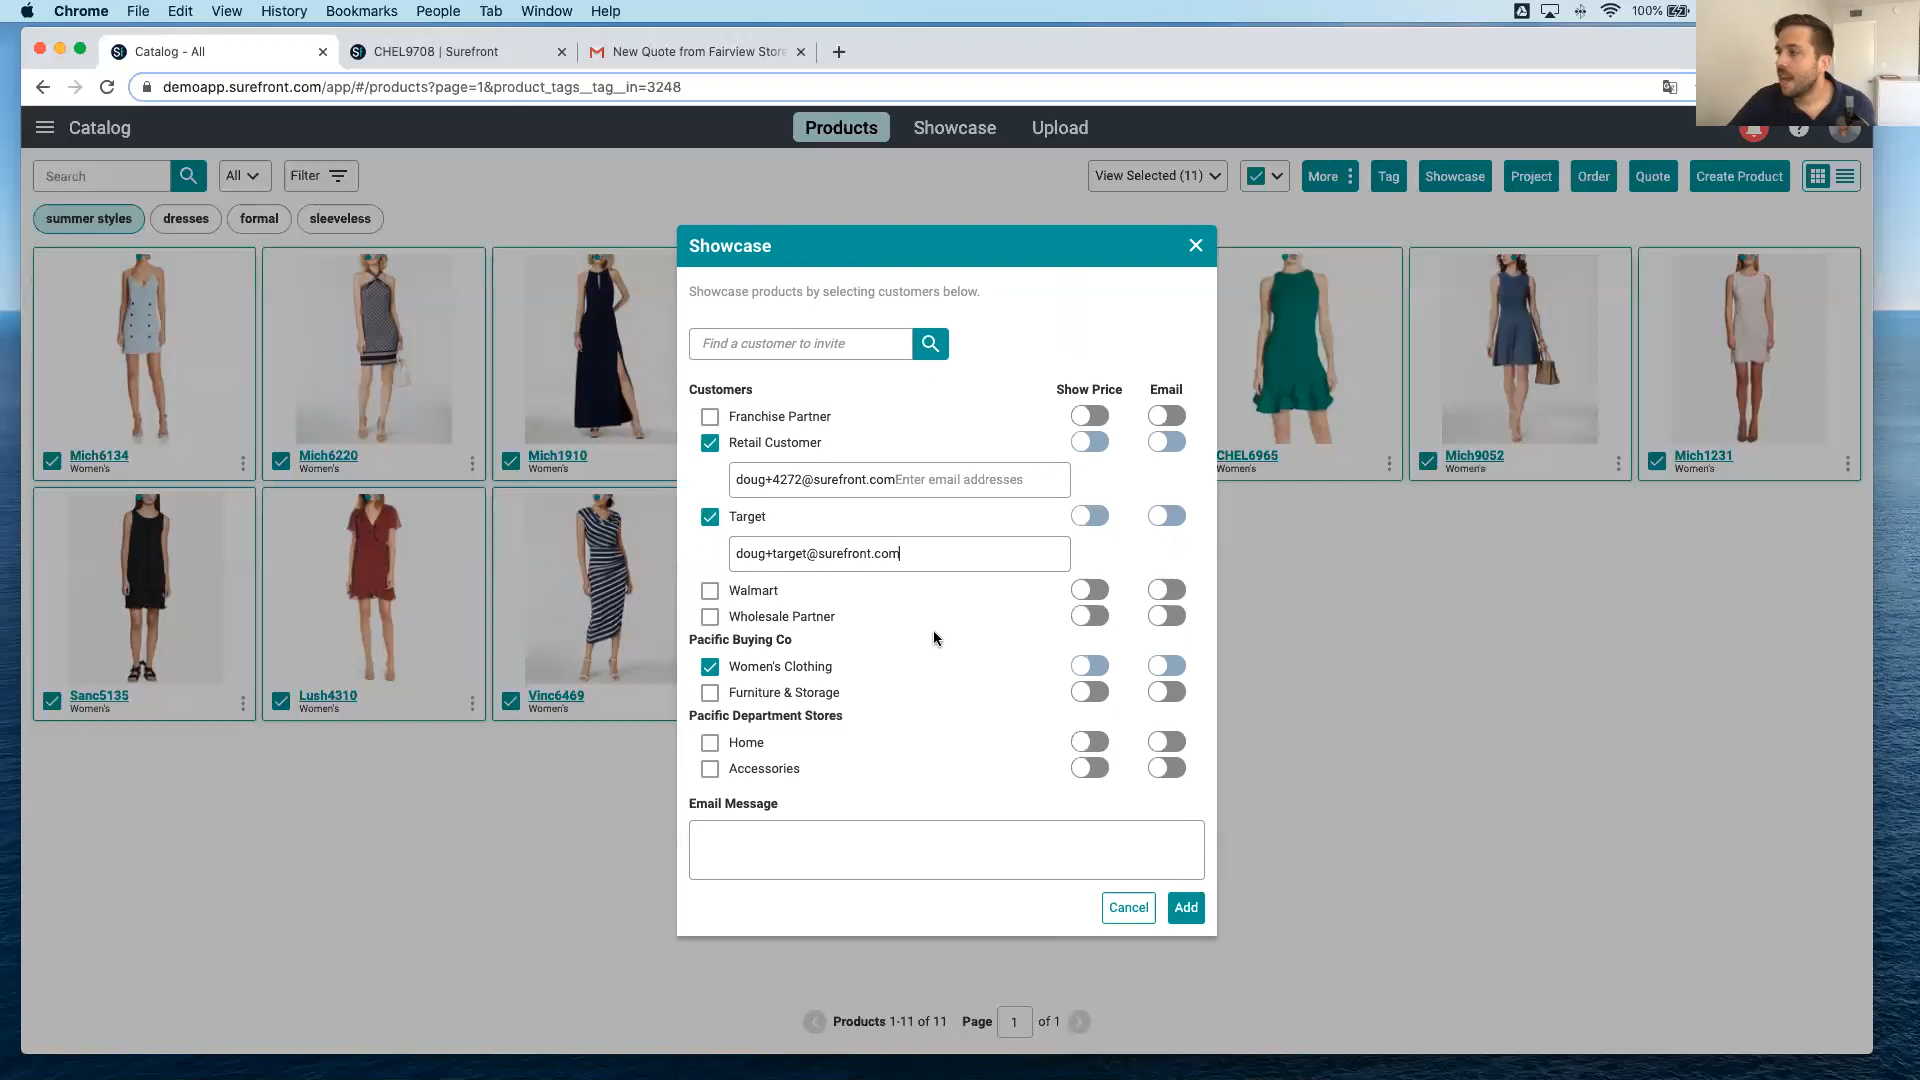 Chrome File Edit View History Bookmarks People Tab Window Help 100%
Catalog - All CHEL9708 | Surefront New Quote from Fairview Store
demoapp.surefront.com/app/#/products?page=1&product_tags__tag__in=3248
Catalog Products Showcase Upload
Search All Filter View Selected (11) More Tag Showcase Project Order Quote Create Product
summer styles dresses formal sleeveless
Showcase
Showcase products by selecting customers below.
Find a customer to invite
Customers Show Price Email
Franchise Partner
Retail Customer
doug+4272@surefront.comEnter email addresses
Target
doug+target@surefront.com
Walmart
Wholesale Partner
Pacific Buying Co
Women's Clothing
Furniture & Storage
Pacific Department Stores
Home
Accessories
Email Message
Cancel Add
Mich6134 Mich6220 Mich1910 CHEL6965 Mich9052 Mich1231
Women's Women's Women's Women's Women's Women's
Sanc5135 Lush4310 Vinc6469
Women's Women's Women's
Products 1-11 of 11 Page 1 of 1